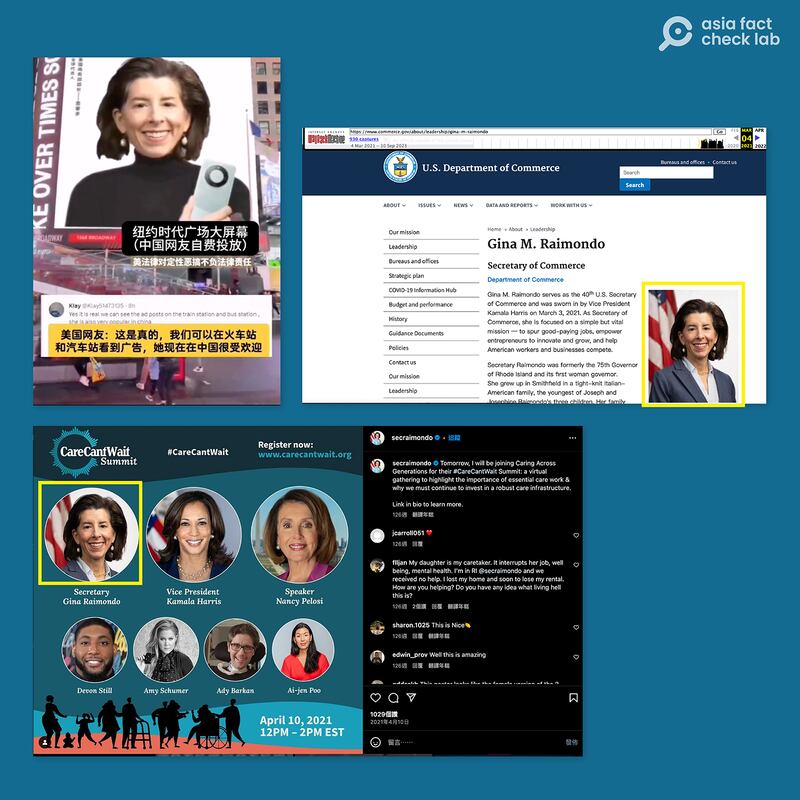 asia fact
check lab
KE OVER TIMES SQ
BROADWAY
1568 BROADWAY
纽约时代广场大屏幕
（中国网友自费投放）
美法律对定性恶搞不负法律责任
Klay @Klay51473135 · 8h
Yes it is real we can see the ad posts on the train station and bus station ,
she is also very popular in china
美国网友：这是真的，我们可以在火车站
和汽车站看到广告，她现在在中国很受欢迎
INTERNET ARCHIVE
WayBackMachine
https://www.commerce.gov/about/leadership/gina-m-raimondo
Go
930 captures
4 Mar 2021 – 10 Sep 2023
FEB MAR APR
04
2020 2021 2022
U.S. Department of Commerce
Bureaus and offices • Contact us
Search
Search
ABOUT ISSUES NEWS DATA AND REPORTS WORK WITH US
Our mission
Leadership
Bureaus and offices
Strategic plan
COVID-19 Information Hub
Budget and performance
History
Guidance Documents
Policies
Contact us
Our mission
Leadership
Home » About » Leadership
Gina M. Raimondo
Secretary of Commerce
Department of Commerce
Gina M. Raimondo serves as the 40th U.S. Secretary
of Commerce and was sworn in by Vice President
Kamala Harris on March 3, 2021. As Secretary of
Commerce, she is focused on a simple but vital
mission — to spur good-paying jobs, empower
entrepreneurs to innovate and grow, and help
American workers and businesses compete.
Secretary Raimondo was formerly the 75th Governor
of Rhode Island and its first woman governor.
She grew up in Smithfield in a tight-knit Italian-
American family, the youngest of Joseph and
Josephine Raimondo's three children. Her family
CareCantWait
Summit
#CareCantWait
Register now:
www.carecantwait.org
Secretary
Gina Raimondo
Vice President
Kamala Harris
Speaker
Nancy Pelosi
Devon Still
Amy Schumer
Ady Barkan
Ai-jen Poo
April 10, 2021
12PM – 2PM EST
secraimondo • 追蹤
secraimondo Tomorrow, I will be joining Caring Across
Generations for their #CareCantWait Summit: a virtual
gathering to highlight the importance of essential care work &
why we must continue to invest in a robust care infrastructure.
Link in bio to learn more.
126週 翻譯年糕
jcarroll051 ❤️
126週 回覆
flljan My daughter is my caretaker. It interrupts her job, well
being, mental health. I'm in RI @secraimondo and we
received no help. I lost my home and soon to lose my rental.
How are you helping? Do you have any idea what living hell
this is?
126週 2個讚 回覆 翻譯年糕
sharon.1025 This is Nice👏
126週 回覆 翻譯年糕
edwin_prov Well this is amazing
126週 回覆 翻譯年糕
1029個讚
2021年4月10日
留言……
發佈